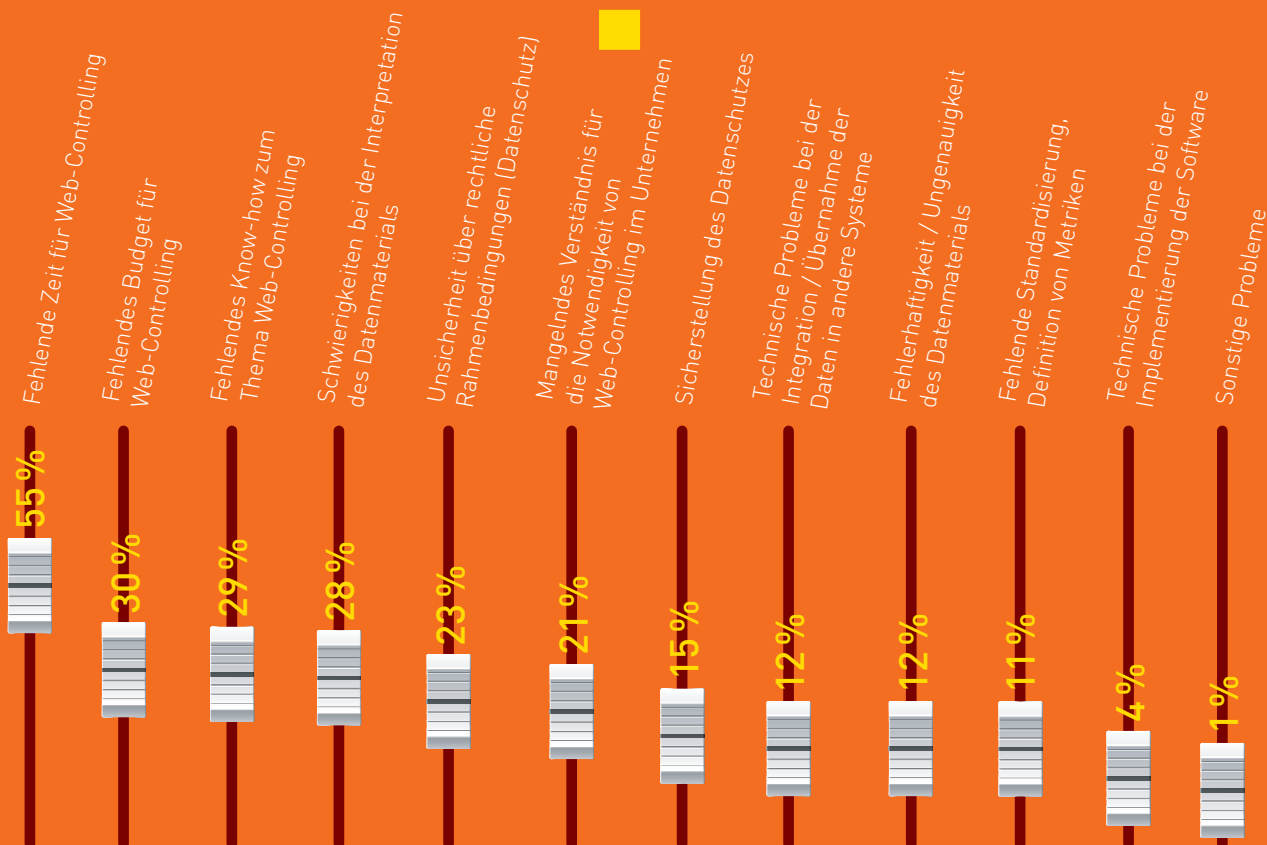 Fehlende Zeit für Web-Controlling
55 %
Fehlendes Budget für
Web-Controlling
30 %
Fehlendes Know-how zum
Thema Web-Controlling
29 %
Schwierigkeiten bei der Interpretation
des Datenmaterials
28 %
Unsicherheit über rechtliche
Rahmenbedingungen (Datenschutz)
23 %
Mangelndes Verständnis für
die Notwendigkeit von
Web-Controlling im Unternehmen
21 %
Sicherstellung des Datenschutzes
15 %
Technische Probleme bei der
Integration / Übernahme der
Daten in andere Systeme
12 %
Fehlerhaftigkeit / Ungenauigkeit
des Datenmaterials
12 %
Fehlende Standardisierung,
Definition von Metriken
11 %
Technische Probleme bei der
Implementierung der Software
4 %
Sonstige Probleme
1 %